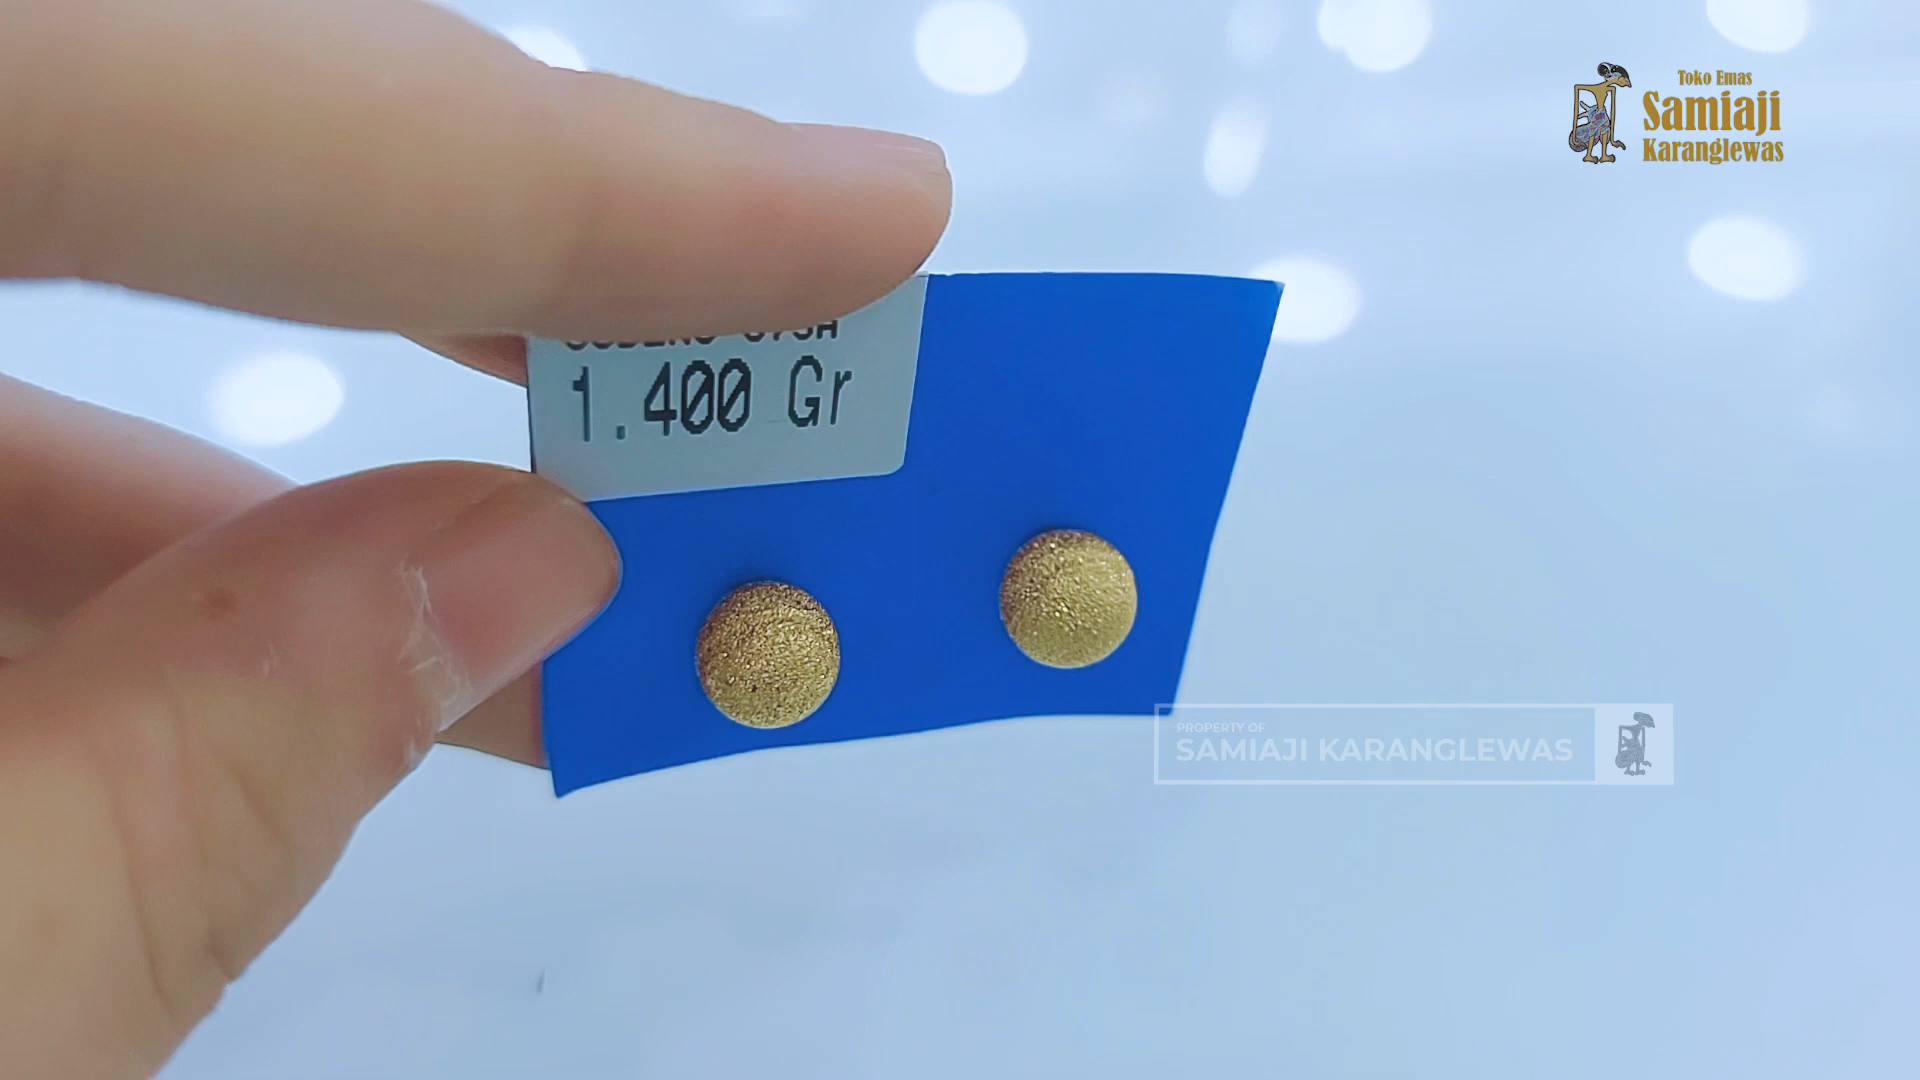 Toko Emas
Samiaji
Karanglewas
1.400 Gr
PROPERTY OF
SAMIAJI KARANGLEWAS